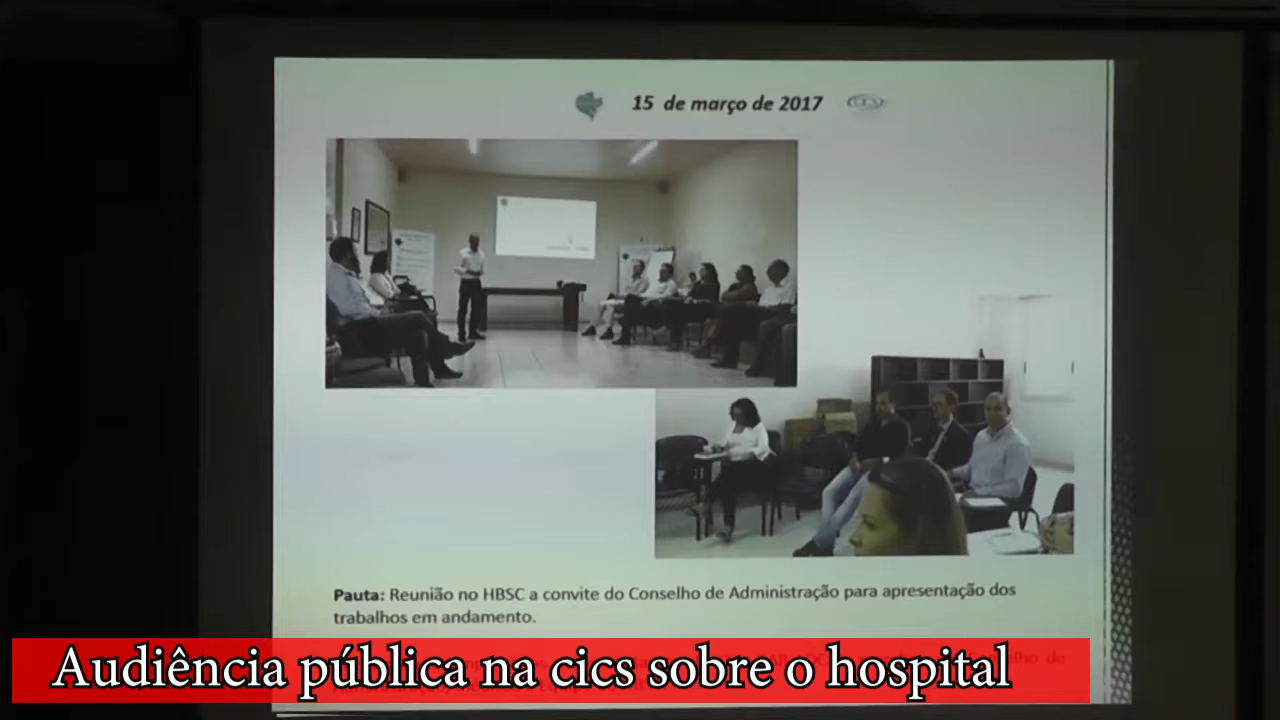 15 de março de 2017
Pauta: Reunião no HBSC a convite do Conselho de Administração para apresentação dos
trabalhos em andamento.
Audiência pública na cics sobre o hospital